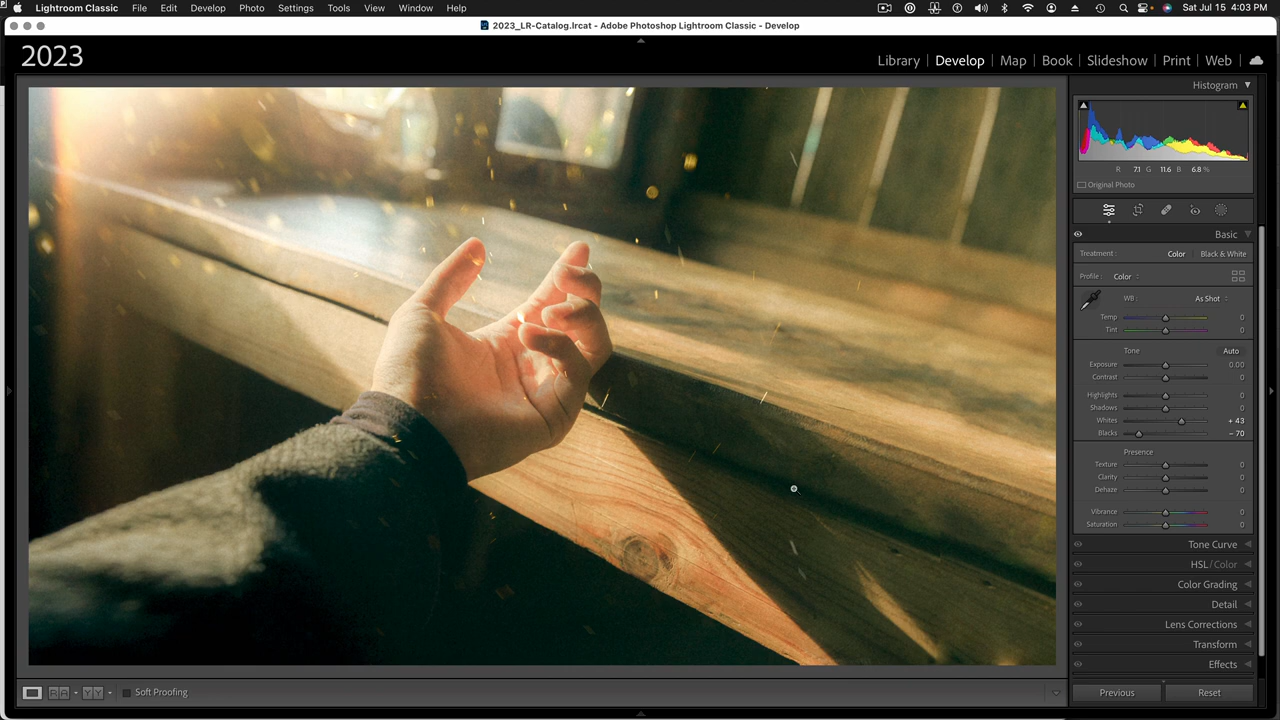 Lightroom Classic File Edit Develop Photo Settings Tools View Window Help Sat Jul 15 4:03 PM
2023_LR-Catalog.lrcat - Adobe Photoshop Lightroom Classic - Develop
2023
Library | Develop | Map | Book | Slideshow | Print | Web
Histogram
R 7.1 G 11.6 B 6.8 %
Original Photo
Basic
Treatment : Color Black & White
Profile : Color
WB : As Shot
Temp 0
Tint 0
Tone Auto
Exposure 0.00
Contrast 0
Highlights 0
Shadows 0
Whites + 43
Blacks - 70
Presence
Texture 0
Clarity 0
Dehaze 0
Vibrance 0
Saturation 0
Tone Curve
HSL / Color
Color Grading
Detail
Lens Corrections
Transform
Effects
Soft Proofing
Previous Reset